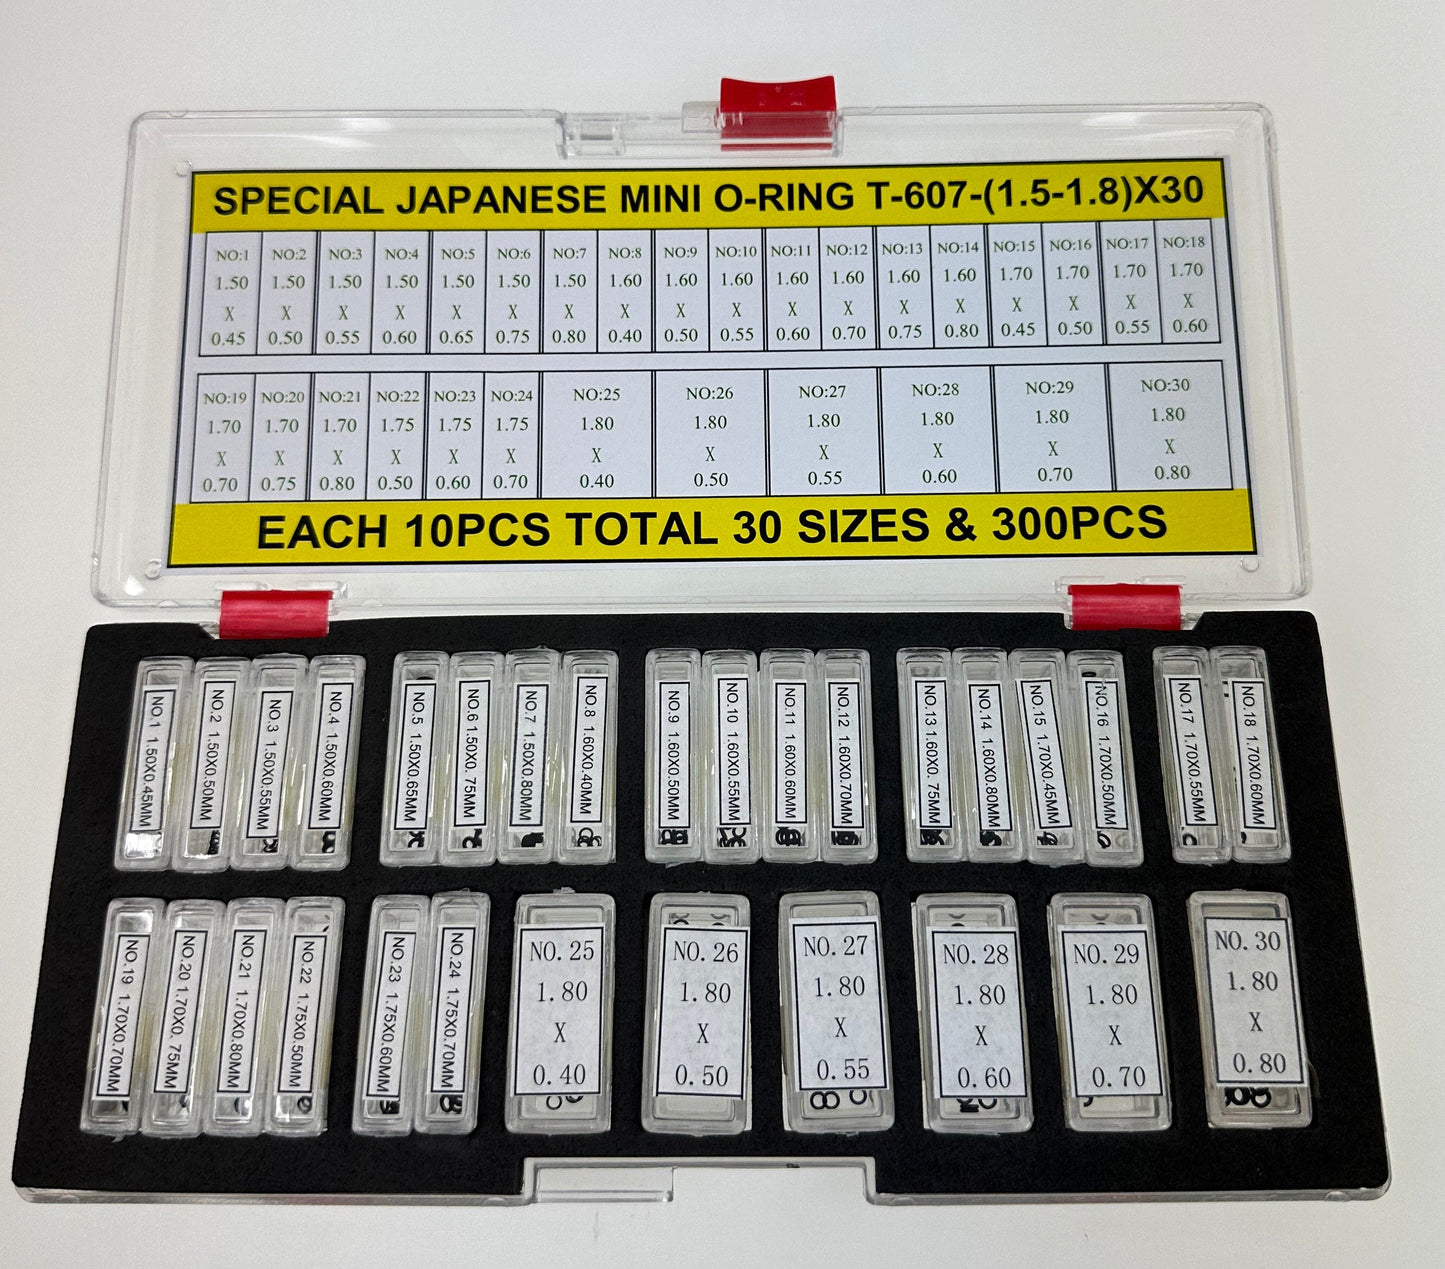 SPECIAL JAPANESE MINI O-RING T-607-(1.5-1.8)X30
NO:1 NO:2 NO:3 NO:4 NO:5 NO:6 NO:7 NO:8 NO:9 NO:10 NO:11 NO:12 NO:13 NO:14 NO:15 NO:16 NO:17 NO:18
1.50 1.50 1.50 1.50 1.50 1.50 1.50 1.60 1.60 1.60 1.60 1.60 1.60 1.60 1.70 1.70 1.70 1.70
X X X X X X X X X X X X X X X X X X
0.45 0.50 0.55 0.60 0.65 0.75 0.80 0.40 0.50 0.55 0.60 0.70 0.75 0.80 0.45 0.50 0.55 0.60
NO:19 NO:20 NO:21 NO:22 NO:23 NO:24 NO:25 NO:26 NO:27 NO:28 NO:29 NO:30
1.70 1.70 1.70 1.75 1.75 1.75 1.80 1.80 1.80 1.80 1.80 1.80
X X X X X X X X X X X X
0.70 0.75 0.80 0.50 0.60 0.70 0.40 0.50 0.55 0.60 0.70 0.80
EACH 10PCS TOTAL 30 SIZES & 300PCS
NO.1 1.50X0.45MM
NO.2 1.50X0.50MM
NO.3 1.50X0.55MM
NO.4 1.50X0.60MM
NO.5 1.50X0.65MM
NO.6 1.50X0.75MM
NO.7 1.50X0.80MM
NO.8 1.60X0.40MM
NO.9 1.60X0.50MM
NO.10 1.60X0.55MM
NO.11 1.60X0.60MM
NO.12 1.60X0.70MM
NO.13 1.60X0.75MM
NO.14 1.60X0.80MM
NO.15 1.70X0.45MM
NO.16 1.70X0.50MM
NO.17 1.70X0.55MM
NO.18 1.70X0.60MM
NO.19 1.70X0.70MM
NO.20 1.70X0.75MM
NO.21 1.70X0.80MM
NO.22 1.75X0.50MM
NO.23 1.75X0.60MM
NO.24 1.75X0.70MM
NO.25
1.80
X
0.40
NO.26
1.80
X
0.50
NO.27
1.80
X
0.55
NO.28
1.80
X
0.60
NO.29
1.80
X
0.70
NO.30
1.80
X
0.80